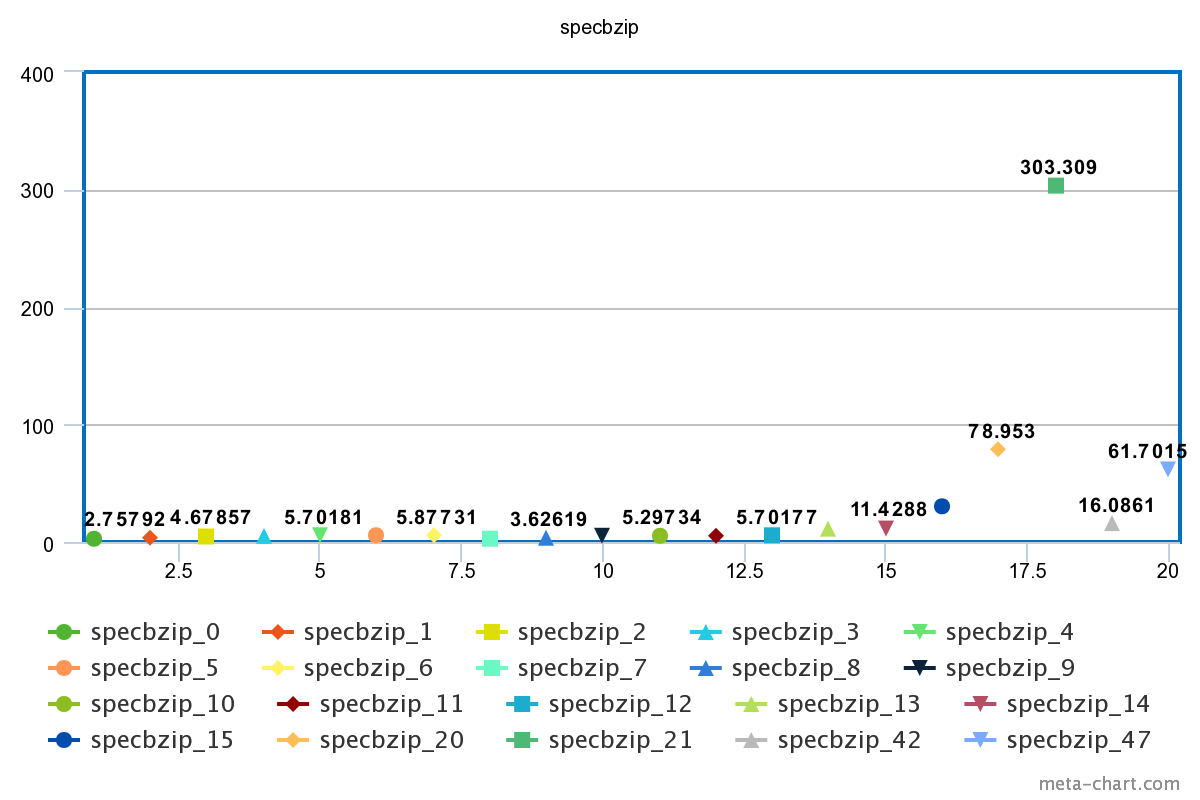 specbzip
400
303.309
300
200
100
78.953
61.7015
2.75792 4.67857 5.70181 5.87731 3.62619 5.29734 5.70177 11.4288 16.0861
0
2.5 5 7.5 10 12.5 15 17.5 20
specbzip_0 specbzip_1 specbzip_2 specbzip_3 specbzip_4
specbzip_5 specbzip_6 specbzip_7 specbzip_8 specbzip_9
specbzip_10 specbzip_11 specbzip_12 specbzip_13 specbzip_14
specbzip_15 specbzip_20 specbzip_21 specbzip_42 specbzip_47
meta-chart.com